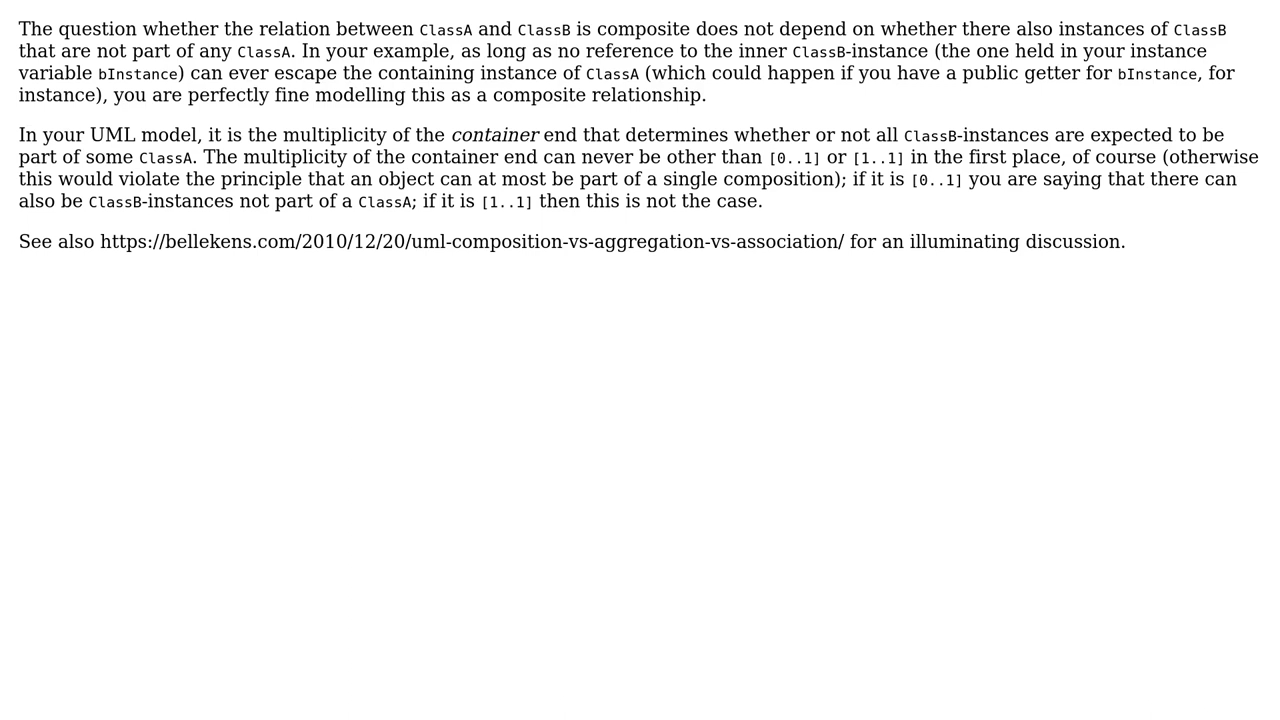 The question whether the relation between ClassA and ClassB is composite does not depend on whether there also instances of ClassB
that are not part of any ClassA. In your example, as long as no reference to the inner ClassB-instance (the one held in your instance
variable bInstance) can ever escape the containing instance of ClassA (which could happen if you have a public getter for bInstance, for
instance), you are perfectly fine modelling this as a composite relationship.
In your UML model, it is the multiplicity of the container end that determines whether or not all ClassB-instances are expected to be
part of some ClassA. The multiplicity of the container end can never be other than [0..1] or [1..1] in the first place, of course (otherwise
this would violate the principle that an object can at most be part of a single composition); if it is [0..1] you are saying that there can
also be ClassB-instances not part of a ClassA; if it is [1..1] then this is not the case.
See also https://bellekens.com/2010/12/20/uml-composition-vs-aggregation-vs-association/ for an illuminating discussion.